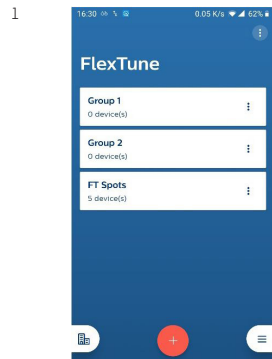 1
16:30 0.05 K/s 62%
FlexTune
Group 1
0 device(s)
Group 2
0 device(s)
FT Spots
5 device(s)
+